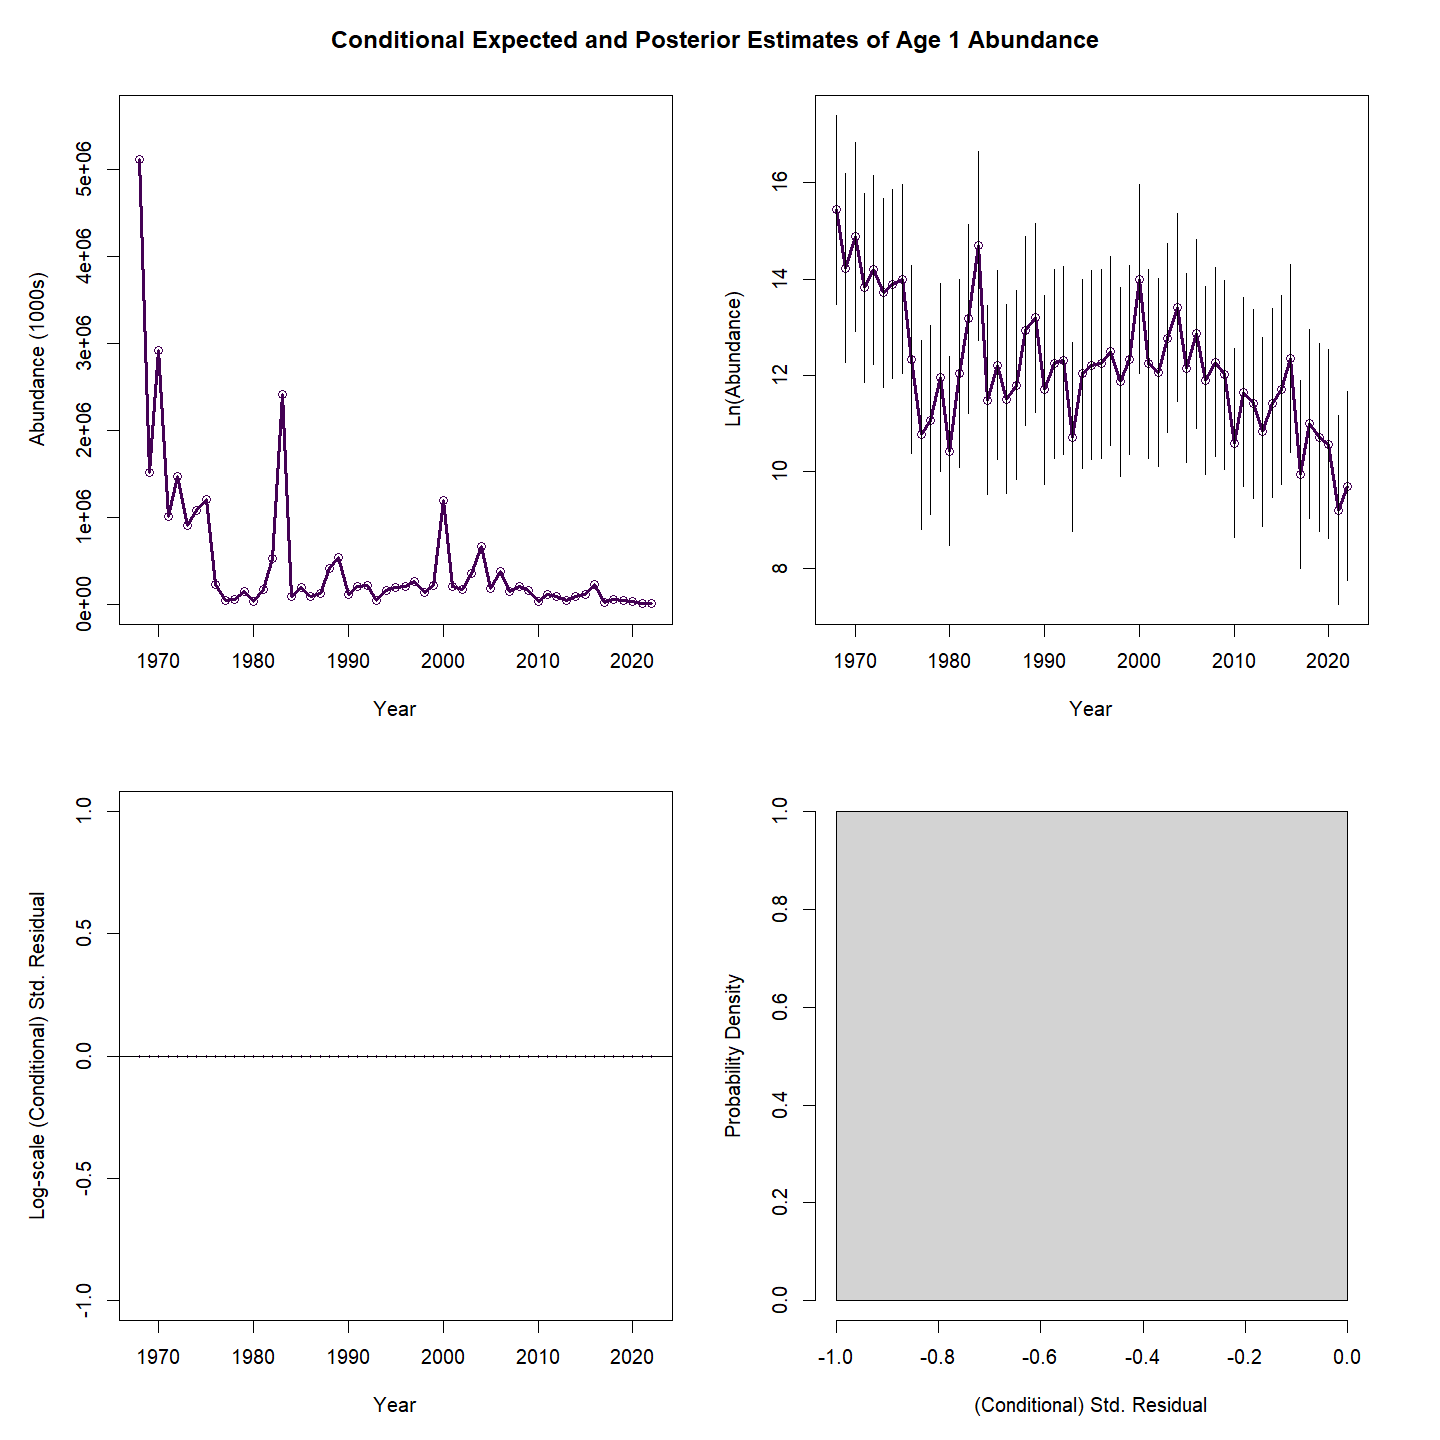 Conditional Expected and Posterior Estimates of Age 1 Abundance
Abundance (1000s)
5e+06
4e+06
3e+06
2e+06
1e+06
0e+00
1970 1980 1990 2000 2010 2020
Year
Ln(Abundance)
16
14
12
10
8
1970 1980 1990 2000 2010 2020
Year
Log-scale (Conditional) Std. Residual
1.0
0.5
0.0
-0.5
-1.0
1970 1980 1990 2000 2010 2020
Year
Probability Density
1.0
0.8
0.6
0.4
0.2
0.0
-1.0 -0.8 -0.6 -0.4 -0.2 0.0
(Conditional) Std. Residual